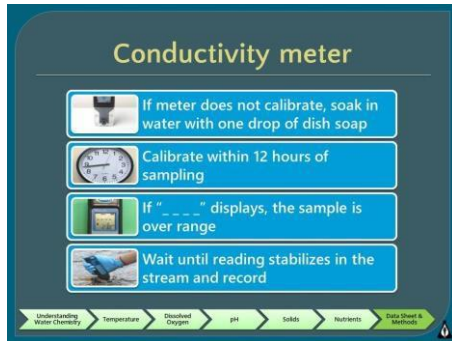 Conductivity meter
If meter does not calibrate, soak in
water with one drop of dish soap
Calibrate within 12 hours of
sampling
If "_ _ _ _" displays, the sample is
over range
Wait until reading stabilizes in the
stream and record
Understanding
Water Chemistry
Temperature
Dissolved
Oxygen
pH
Solids
Nutrients
Data Sheet &
Methods